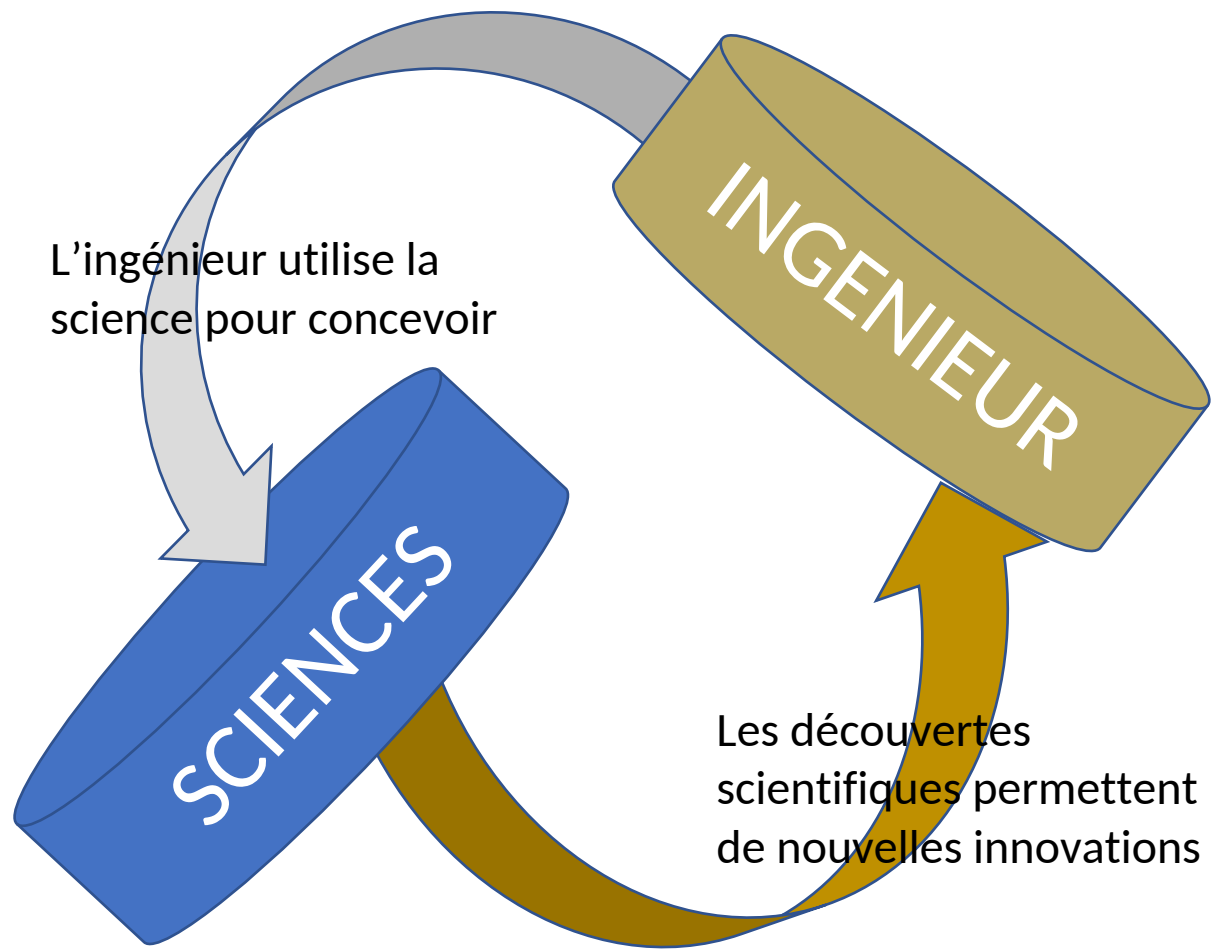 INGENIEUR
L’ingénieur utilise la
science pour concevoir
SCIENCES
Les découvertes
scientifiques permettent
de nouvelles innovations